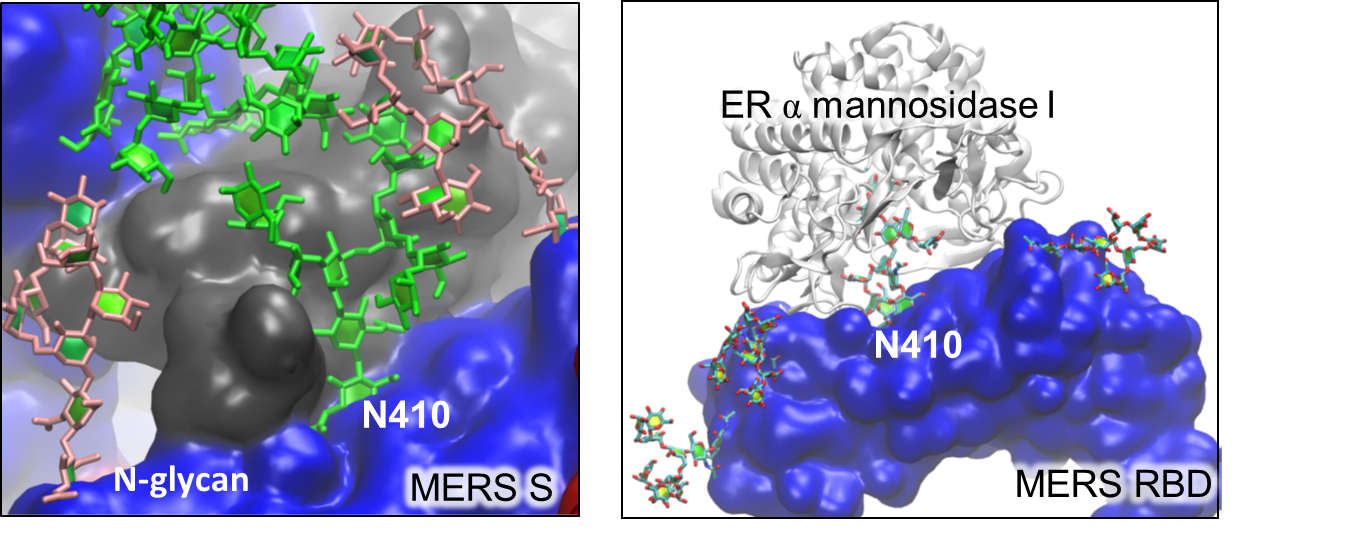 N410
N-glycan
MERS S
ER α mannosidase I
N410
MERS RBD